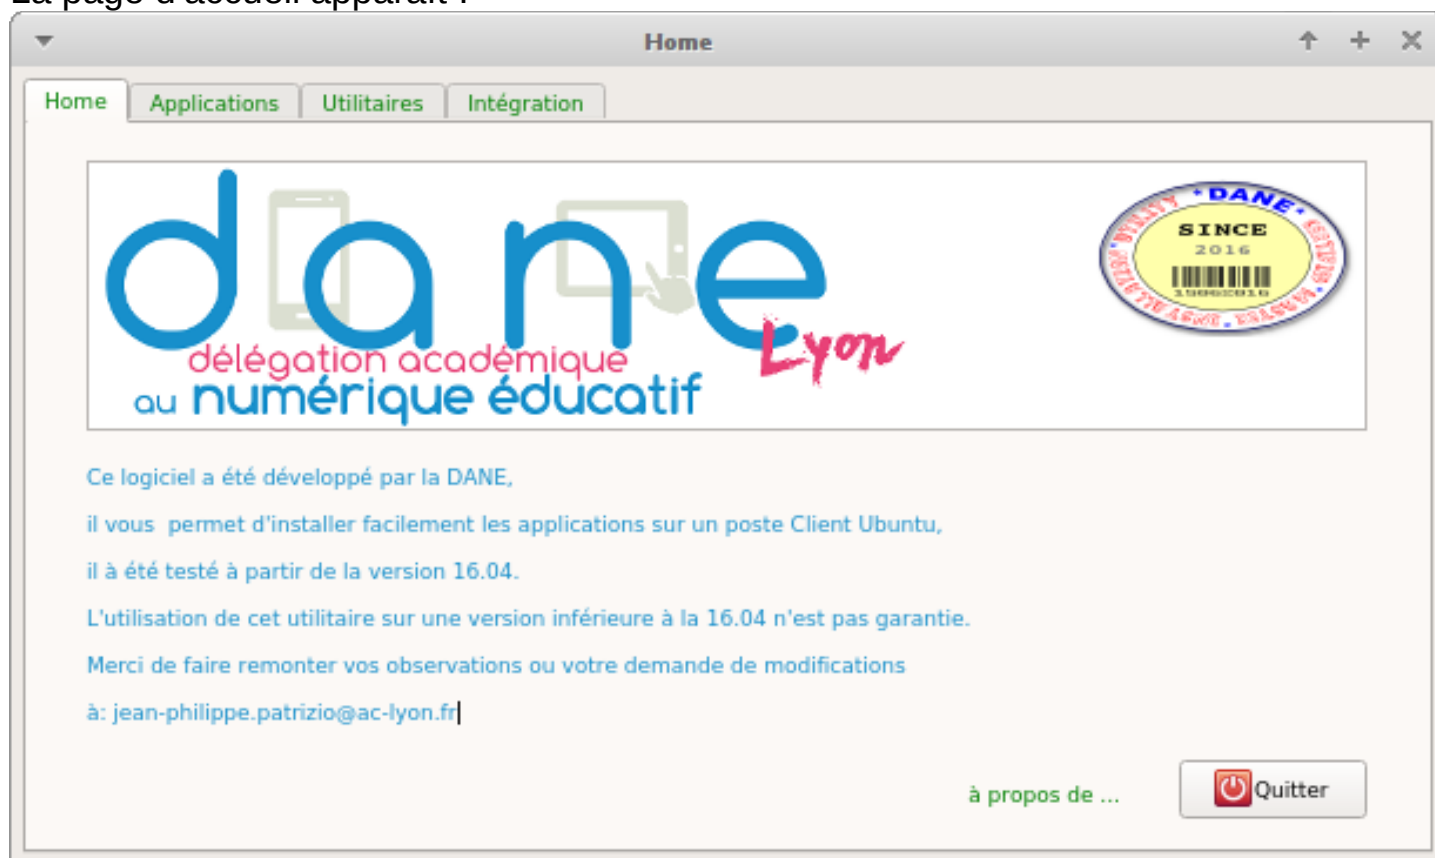 La page d'accueil apparaît :
Home
Home Applications Utilitaires Intégration
dane
Lyon
délégation académique
au numérique éducatif
*DANE*
SINCE
2016
15062016
Ce logiciel a été développé par la DANE,
il vous  permet d'installer facilement les applications sur un poste Client Ubuntu,
il à été testé à partir de la version 16.04.
L'utilisation de cet utilitaire sur une version inférieure à la 16.04 n'est pas garantie.
Merci de faire remonter vos observations ou votre demande de modifications
à: jean-philippe.patrizio@ac-lyon.fr
à propos de ...
Quitter